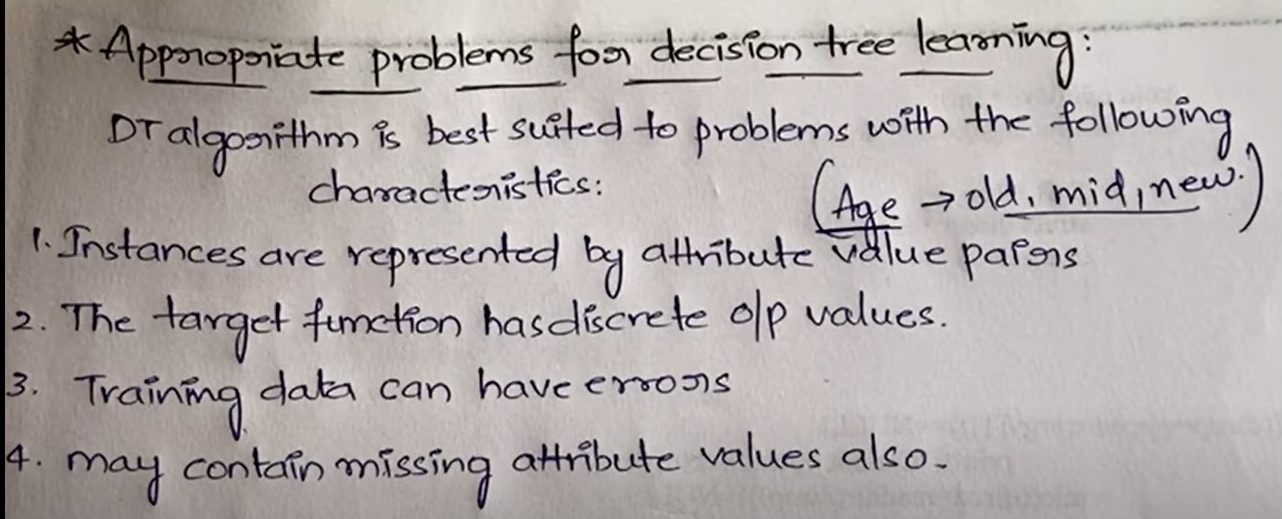 * Appropriate problems for decision tree learning:
DT algorithm is best suited to problems with the following
characteristics:
(Age → old, mid, new.)
1. Instances are represented by attribute value pairs
2. The target function has discrete o/p values.
3. Training data can have errors
4. may contain missing attribute values also.